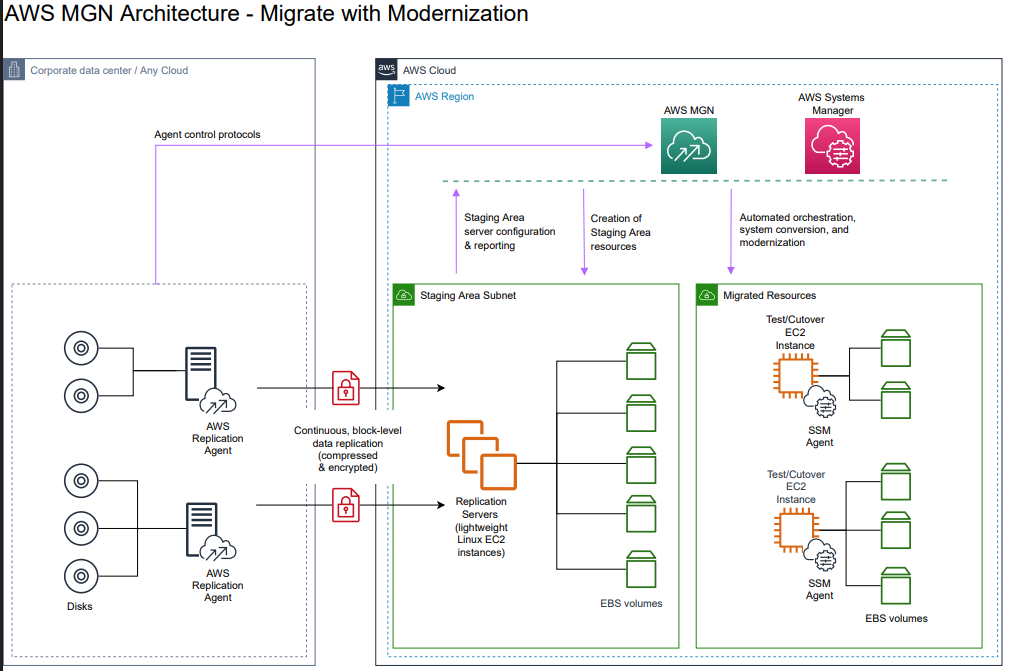 AWS MGN Architecture - Migrate with Modernization
Corporate data center / Any Cloud
aws
AWS Cloud
AWS Region
AWS MGN
AWS Systems
Manager
Agent control protocols
Staging Area
server configuration
& reporting
Creation of
Staging Area
resources
Automated orchestration,
system conversion, and
modernization
Staging Area Subnet
Migrated Resources
Test/Cutover
EC2
Instance
SSM
Agent
AWS
Replication
Agent
Continuous, block-level
data replication
(compressed
& encrypted)
Test/Cutover
EC2
Instance
Replication
Servers
(lightweight
Linux EC2
instances)
AWS
Replication
Agent
Disks
EBS volumes
SSM
Agent
EBS volumes